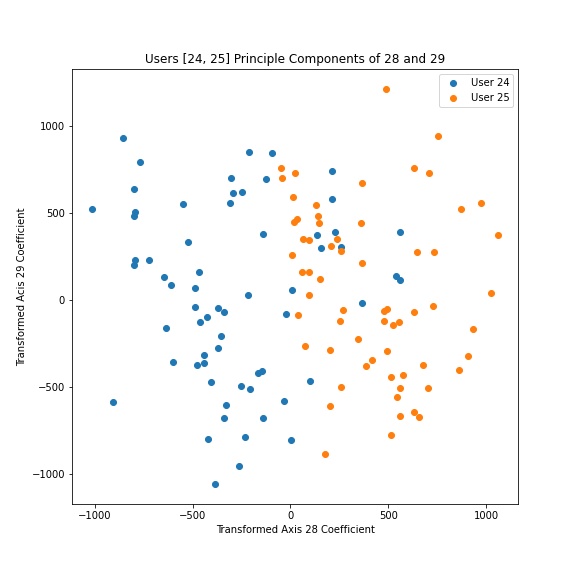 Users [24, 25] Principle Components of 28 and 29
User 24
User 25
1000
500
0
−500
−1000
Transformed Acis 29 Coefficient
−1000
−500
0
500
1000
Transformed Axis 28 Coefficient